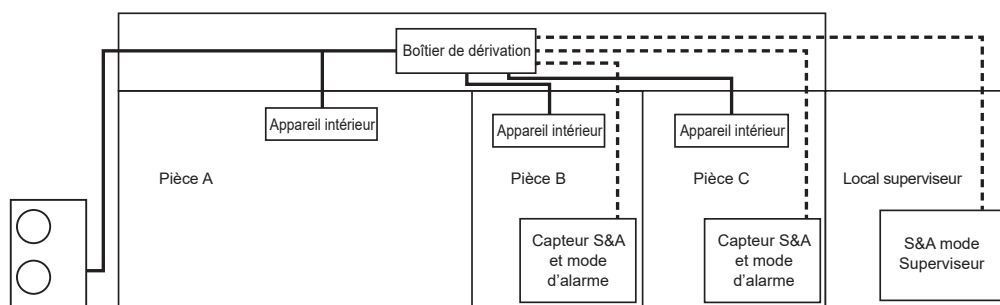 Boîtier de dérivation
Appareil intérieur
Appareil intérieur
Appareil intérieur
Pièce A
Pièce B
Pièce C
Local superviseur
Capteur S&A
et mode
d’alarme
Capteur S&A
et mode
d’alarme
S&A mode
Superviseur